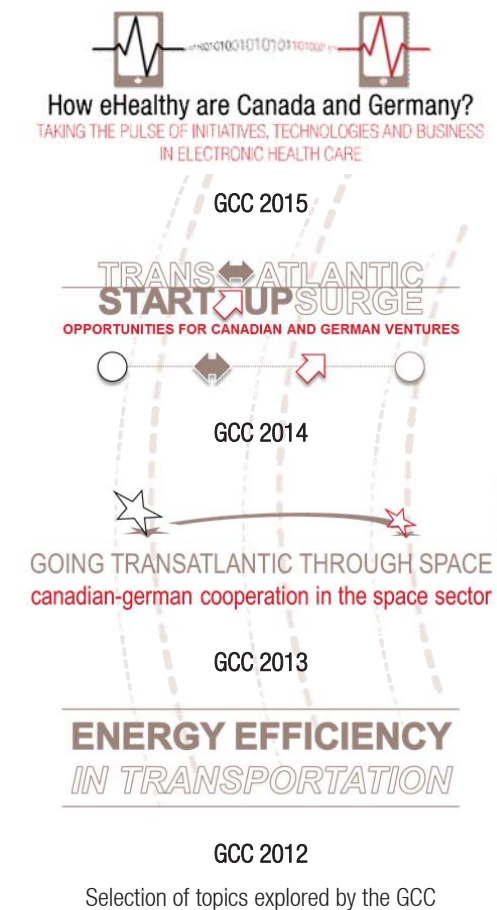 How eHealthy are Canada and Germany?
TAKING THE PULSE OF INITIATIVES, TECHNOLOGIES AND BUSINESS
IN ELECTRONIC HEALTH CARE
GCC 2015
TRANS ATLANTIC
START UPSURGE
OPPORTUNITIES FOR CANADIAN AND GERMAN VENTURES
GCC 2014
GOING TRANSATLANTIC THROUGH SPACE
canadian-german cooperation in the space sector
GCC 2013
ENERGY EFFICIENCY
IN TRANSPORTATION
GCC 2012
Selection of topics explored by the GCC